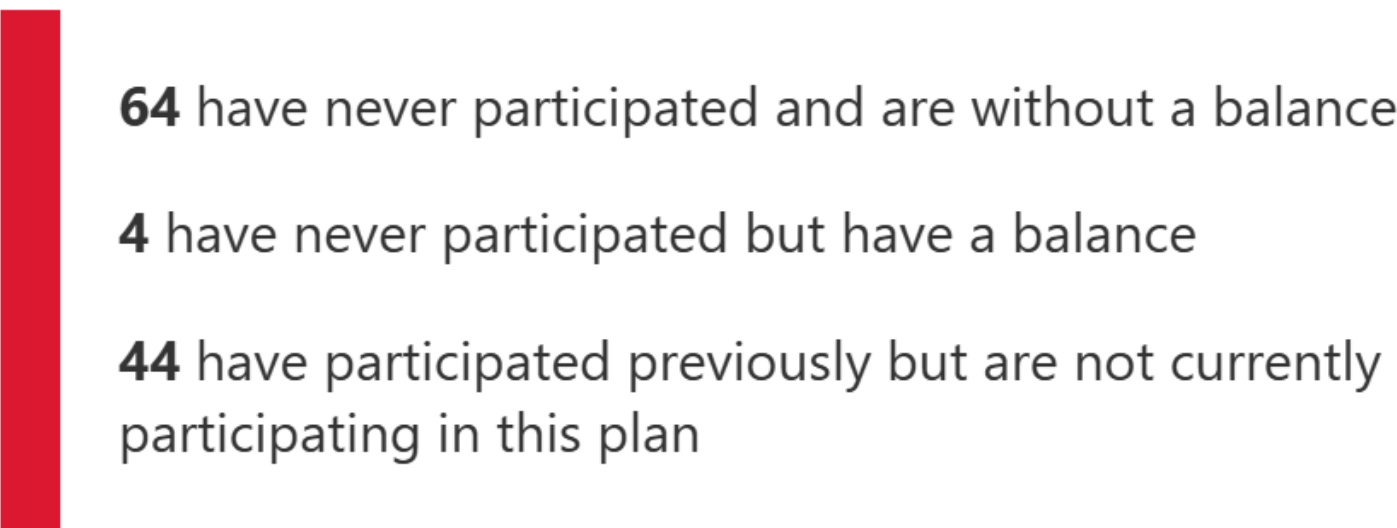 64 have never participated and are without a balance
4 have never participated but have a balance
44 have participated previously but are not currently
participating in this plan